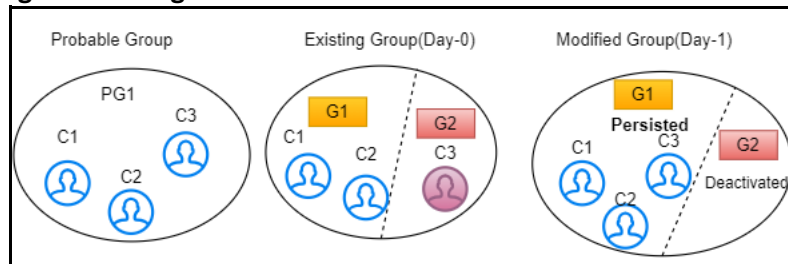 Probable Group
PG1
C1
C2
C3
Existing Group(Day-0)
G1
C1
C2
G2
C3
Modified Group(Day-1)
G1
Persisted
C1
C2
C3
G2
Deactivated